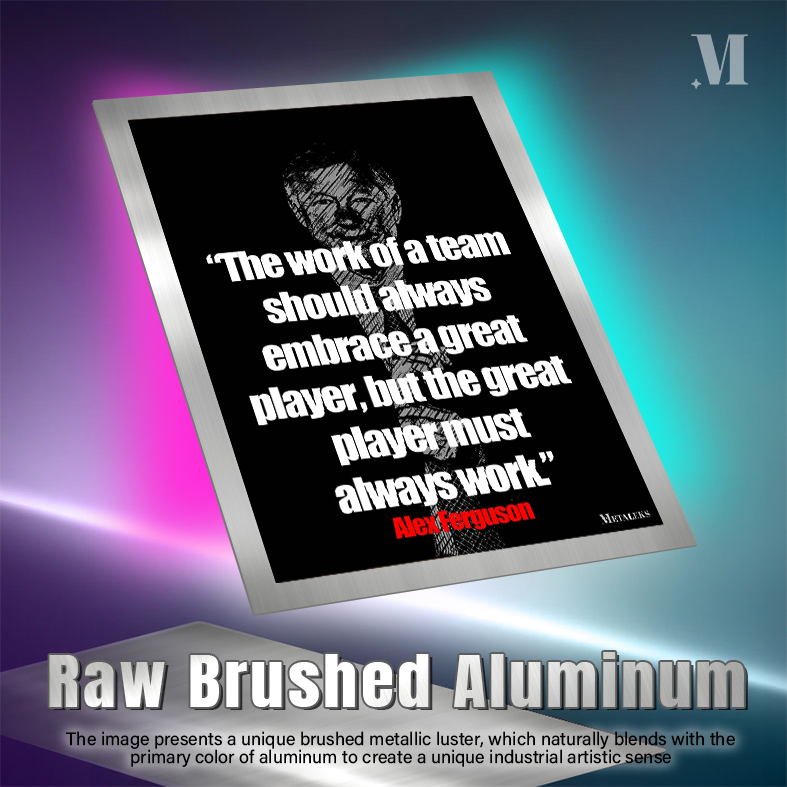 M
“The work of a team
should always
embrace a great
player, but the great
player must
always work.”
Alex Ferguson
METALEKS
Raw Brushed Aluminum
The image presents a unique brushed metallic luster, which naturally blends with the
primary color of aluminum to create a unique industrial artistic sense